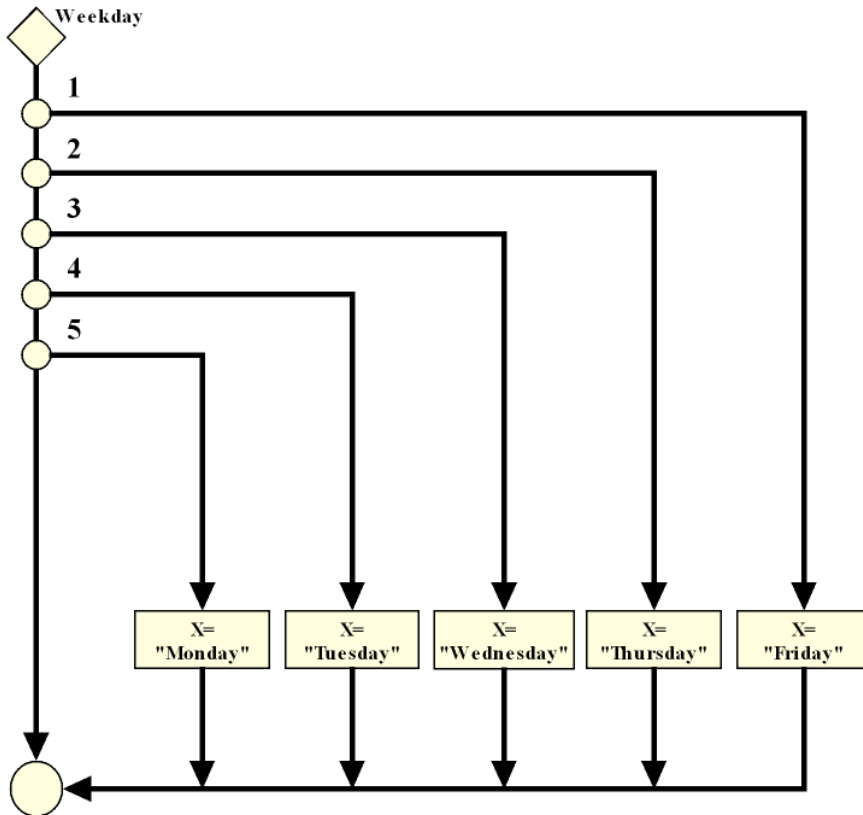 Weekday
1
2
3
4
5
X=
"Monday"
X=
"Tuesday"
X=
"Wednesday"
X=
"Thursday"
X=
"Friday"